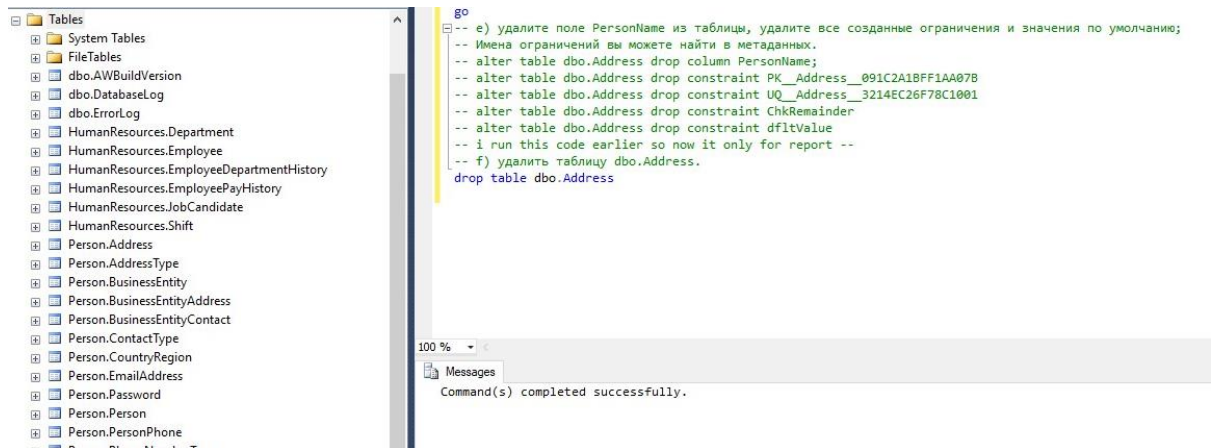 Tables
System Tables
FileTables
dbo.AWBuildVersion
dbo.DatabaseLog
dbo.ErrorLog
HumanResources.Department
HumanResources.Employee
HumanResources.EmployeeDepartmentHistory
HumanResources.EmployeePayHistory
HumanResources.JobCandidate
HumanResources.Shift
Person.Address
Person.AddressType
Person.BusinessEntity
Person.BusinessEntityAddress
Person.BusinessEntityContact
Person.ContactType
Person.CountryRegion
Person.EmailAddress
Person.Password
Person.Person
Person.PersonPhone
go
-- e) удалите поле PersonName из таблицы, удалите все созданные ограничения и значения по умолчанию;
-- Имена ограничений вы можете найти в метаданных.
-- alter table dbo.Address drop column PersonName;
-- alter table dbo.Address drop constraint PK__Address__091C2A1BFF1AA07B
-- alter table dbo.Address drop constraint UQ__Address__3214EC26F78C1001
-- alter table dbo.Address drop constraint ChkRemainder
-- alter table dbo.Address drop constraint dfltValue
-- i run this code earlier so now it only for report --
-- f) удалить таблицу dbo.Address.
drop table dbo.Address
100 %
Messages
Command(s) completed successfully.